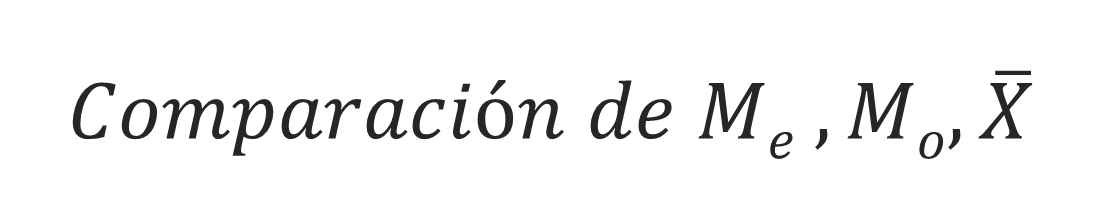 Comparación de Mₑ , Mₒ, X̅